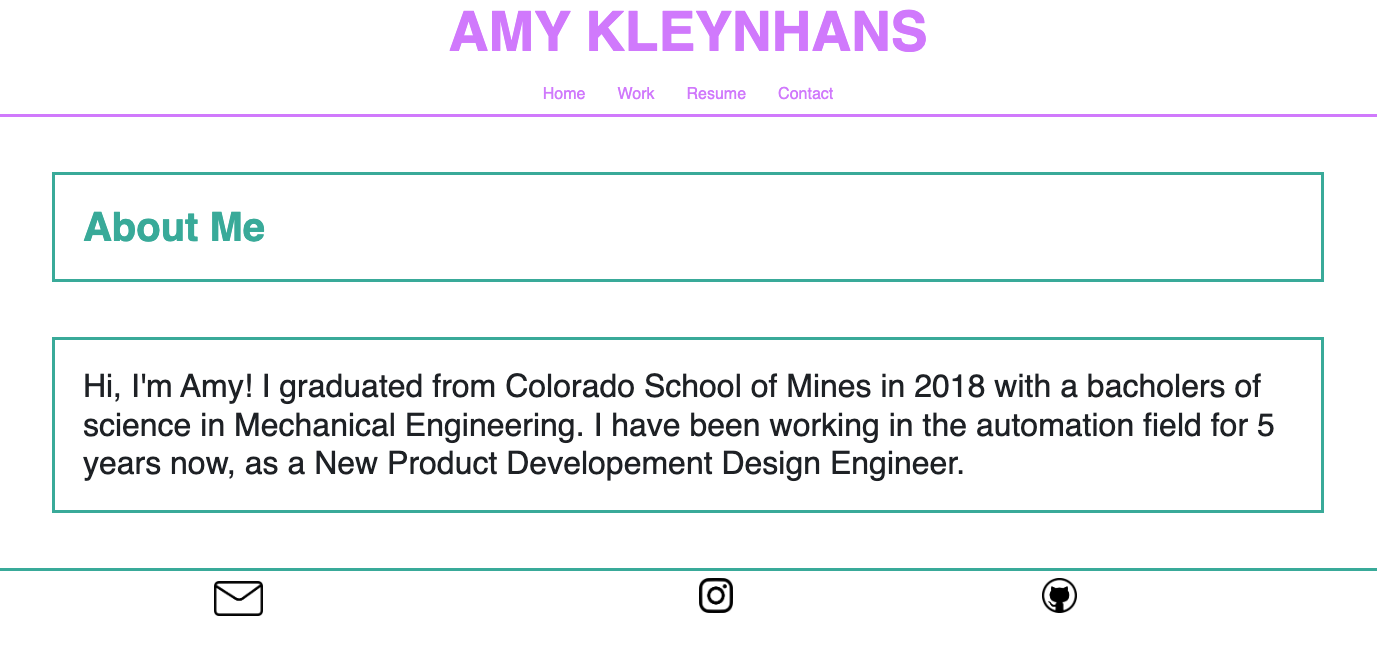 AMY KLEYNHANS
Home Work Resume Contact
About Me
Hi, I'm Amy! I graduated from Colorado School of Mines in 2018 with a bacholers of
science in Mechanical Engineering. I have been working in the automation field for 5
years now, as a New Product Developement Design Engineer.